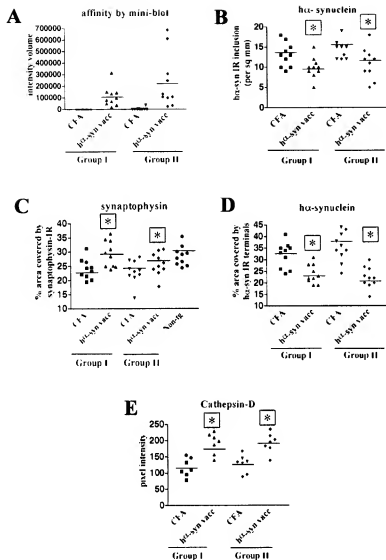 A
affinity by mini-blot
intensity volume
700000
600000
500000
400000
300000
200000
100000
0
CFA
hα-syn vacc
CFA
hα-syn vacc
Group I
Group II
B
hα- synuclein
hα-syn IR inclusion
(per sq mm)
20
15
10
5
0
*
*
CFA
hα-syn vacc
CFA
hα-syn vacc
Group I
Group II
C
synaptophysin
% area covered by
synaptophysin-IR
40
35
30
25
20
15
10
*
*
CFA
hα-syn vacc
CFA
hα-syn vacc
Non-tg
Group I
Group II
D
hα-synuclein
% area covered by
hα-syn IR terminals
50
45
40
35
30
25
20
15
10
*
*
CFA
hα-syn vacc
CFA
hα-syn vacc
Group I
Group II
E
Cathepsin-D
pixel intensity
250
200
150
100
50
0
*
*
CFA
hα-syn vacc
CFA
hα-syn vacc
Group I
Group II